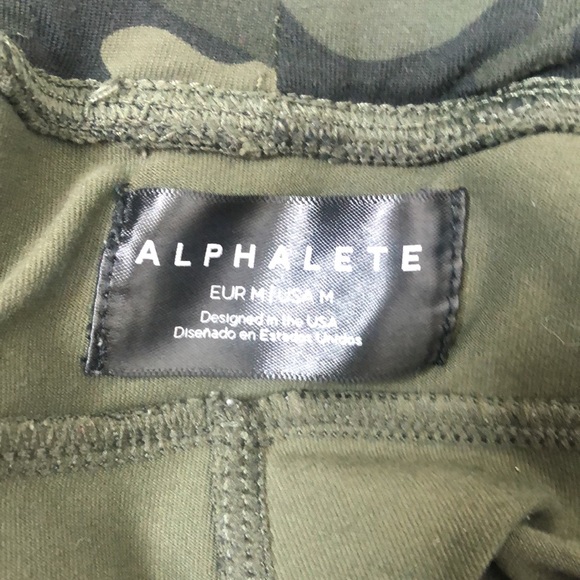 ALPHALETE
EUR M | USA M
Designed in the USA
Diseñado en Estados Unidos